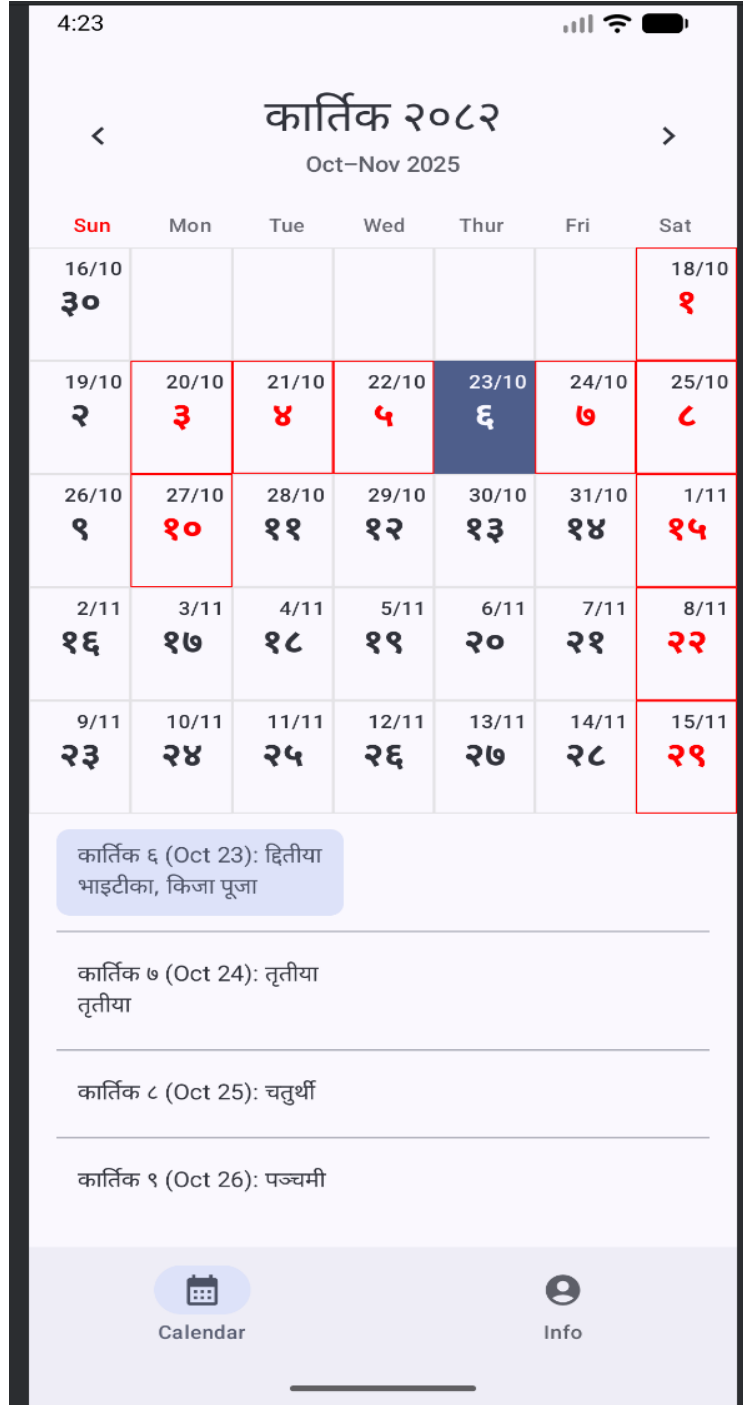 4:23
कार्तिक २०८२
Oct–Nov 2025
Sun Mon Tue Wed Thur Fri Sat
16/10 18/10
३० १
19/10 20/10 21/10 22/10 23/10 24/10 25/10
२ ३ ४ ५ ६ ७ ८
26/10 27/10 28/10 29/10 30/10 31/10 1/11
९ १० ११ १२ १३ १४ १५
2/11 3/11 4/11 5/11 6/11 7/11 8/11
१६ १७ १८ १९ २० २१ २२
9/11 10/11 11/11 12/11 13/11 14/11 15/11
२३ २४ २५ २६ २७ २८ २९
कार्तिक ६ (Oct 23): द्दितीया
भाइटीका, किजा पूजा
कार्तिक ७ (Oct 24): तृतीया
तृतीया
कार्तिक ८ (Oct 25): चतुर्थी
कार्तिक ९ (Oct 26): पञ्चमी
Calendar Info